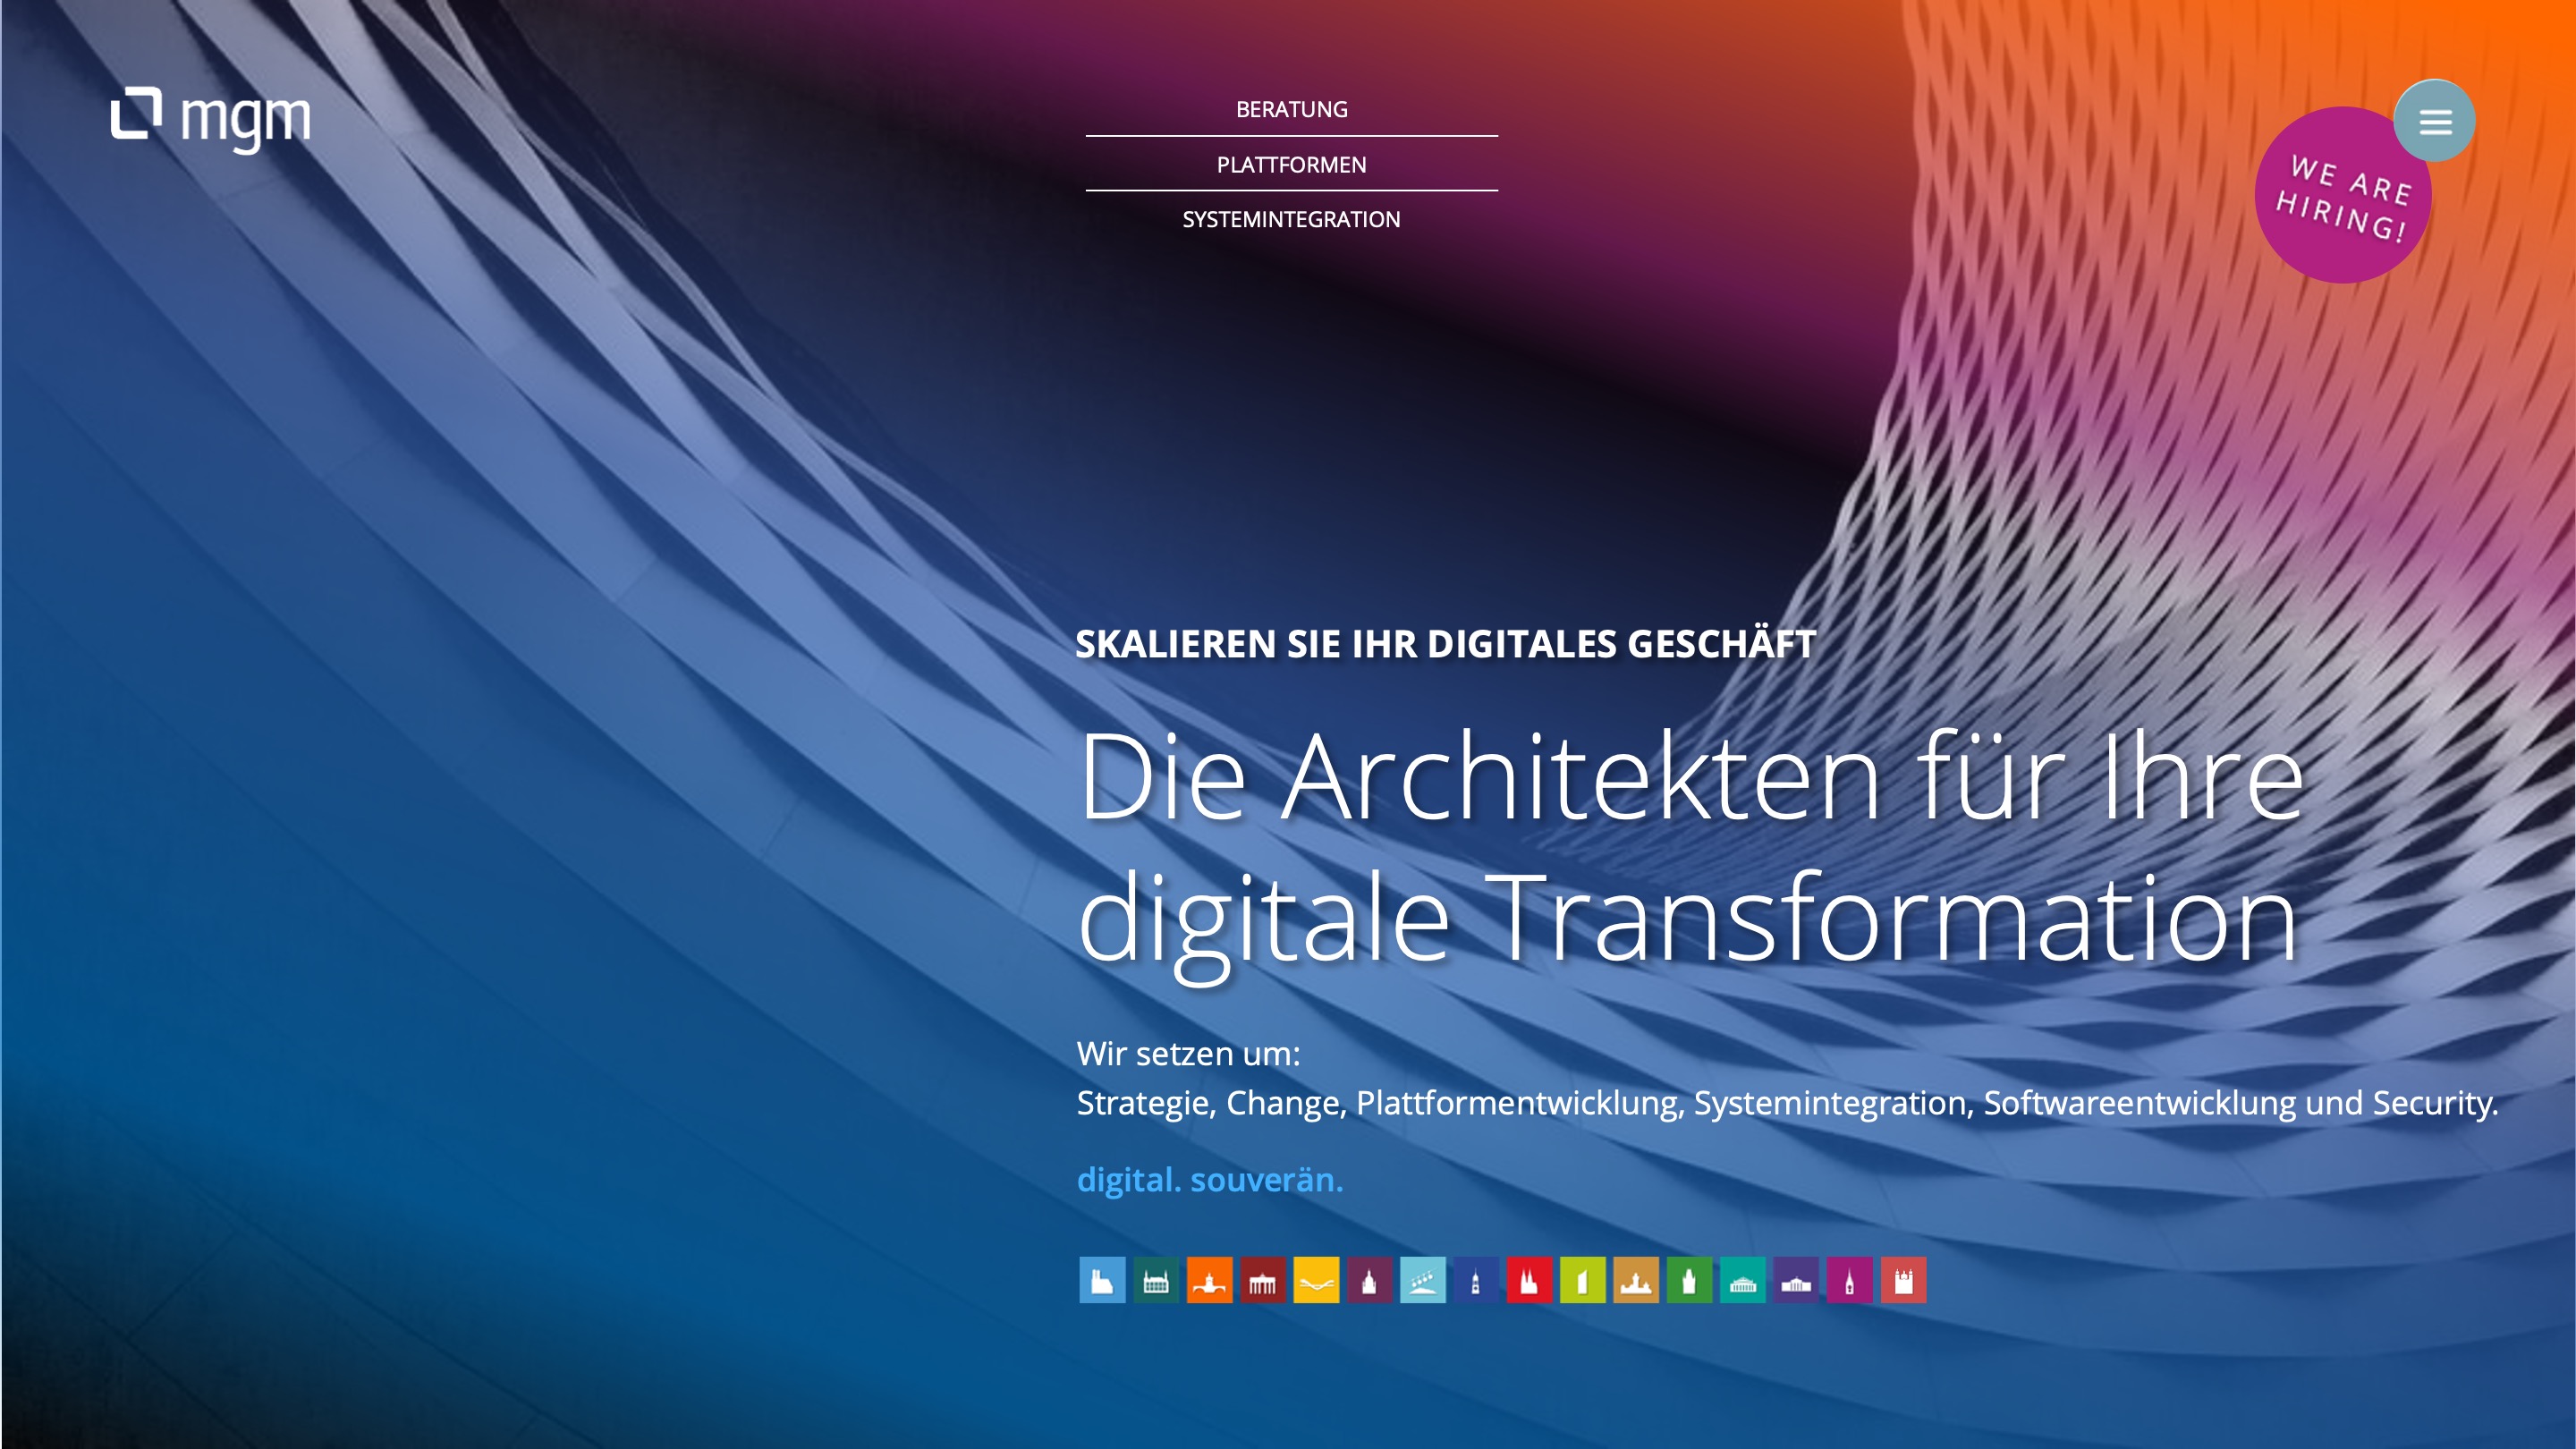 mgm
BERATUNG
PLATTFORMEN
SYSTEMINTEGRATION
WE ARE
HIRING!
SKALIEREN SIE IHR DIGITALES GESCHÄFT
Die Architekten für Ihre
digitale Transformation
Wir setzen um:
Strategie, Change, Plattformentwicklung, Systemintegration, Softwareentwicklung und Security.
digital. souverän.